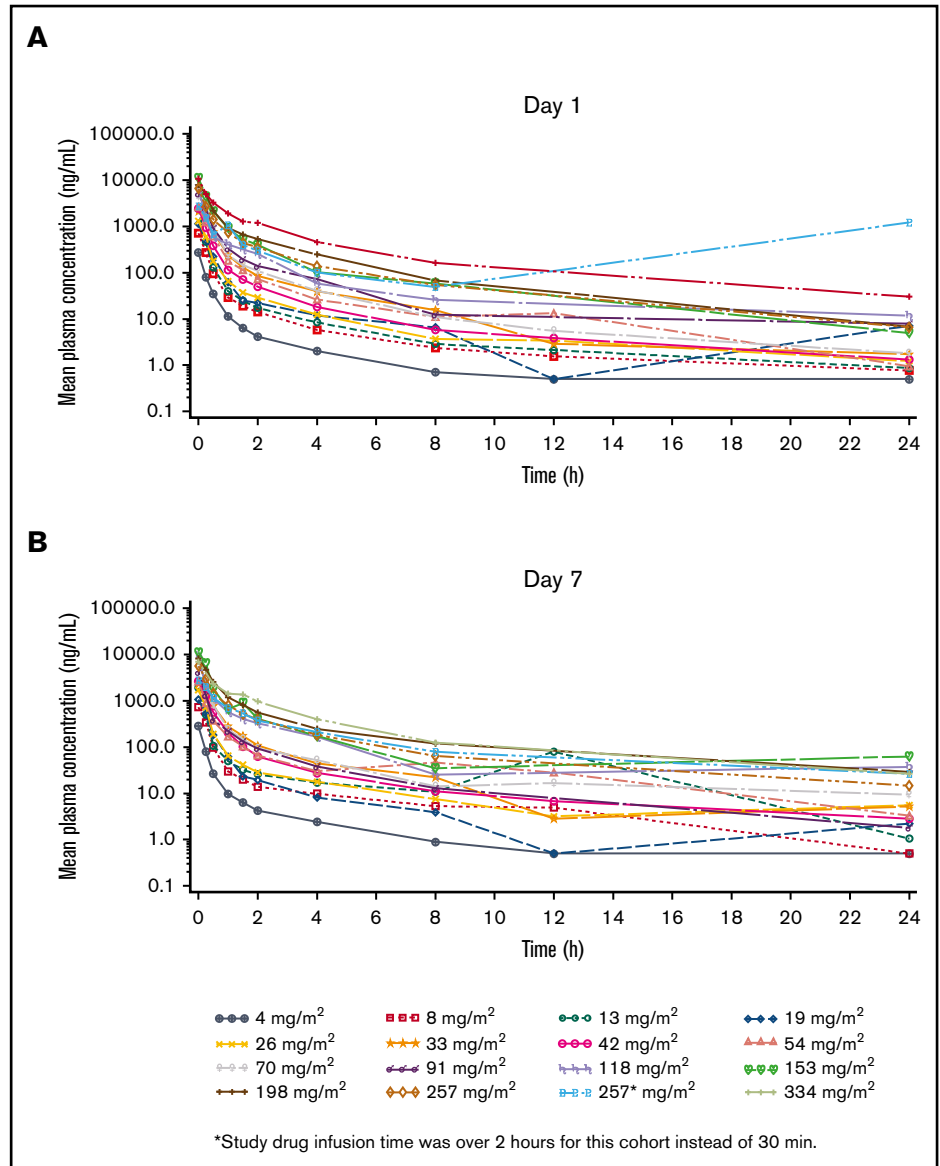 A
Day 1
Mean plasma concentration (ng/mL)
100000.0
10000.0
1000.0
100.0
10.0
1.0
0.1
0 2 4 6 8 10 12 14 16 18 20 22 24
Time (h)
B
Day 7
Mean plasma concentration (ng/mL)
100000.0
10000.0
1000.0
100.0
10.0
1.0
0.1
0 2 4 6 8 10 12 14 16 18 20 22 24
Time (h)
4 mg/m² 8 mg/m² 13 mg/m² 19 mg/m²
26 mg/m² 33 mg/m² 42 mg/m² 54 mg/m²
70 mg/m² 91 mg/m² 118 mg/m² 153 mg/m²
198 mg/m² 257 mg/m² 257* mg/m² 334 mg/m²
*Study drug infusion time was over 2 hours for this cohort instead of 30 min.